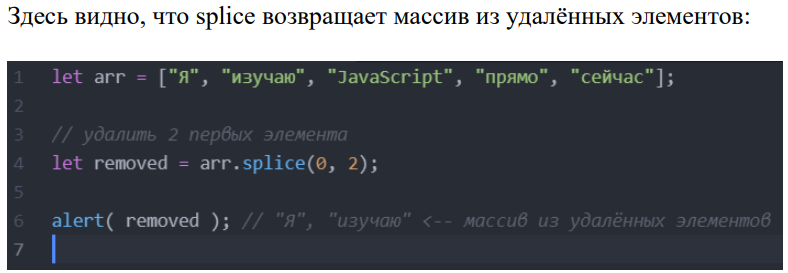 Здесь видно, что splice возвращает массив из удалённых элементов:
1 let arr = ["Я", "изучаю", "JavaScript", "прямо", "сейчас"];
2
3 // удалить 2 первых элемента
4 let removed = arr.splice(0, 2);
5
6 alert( removed ); // "Я", "изучаю" <-- массив из удалённых элементов
7